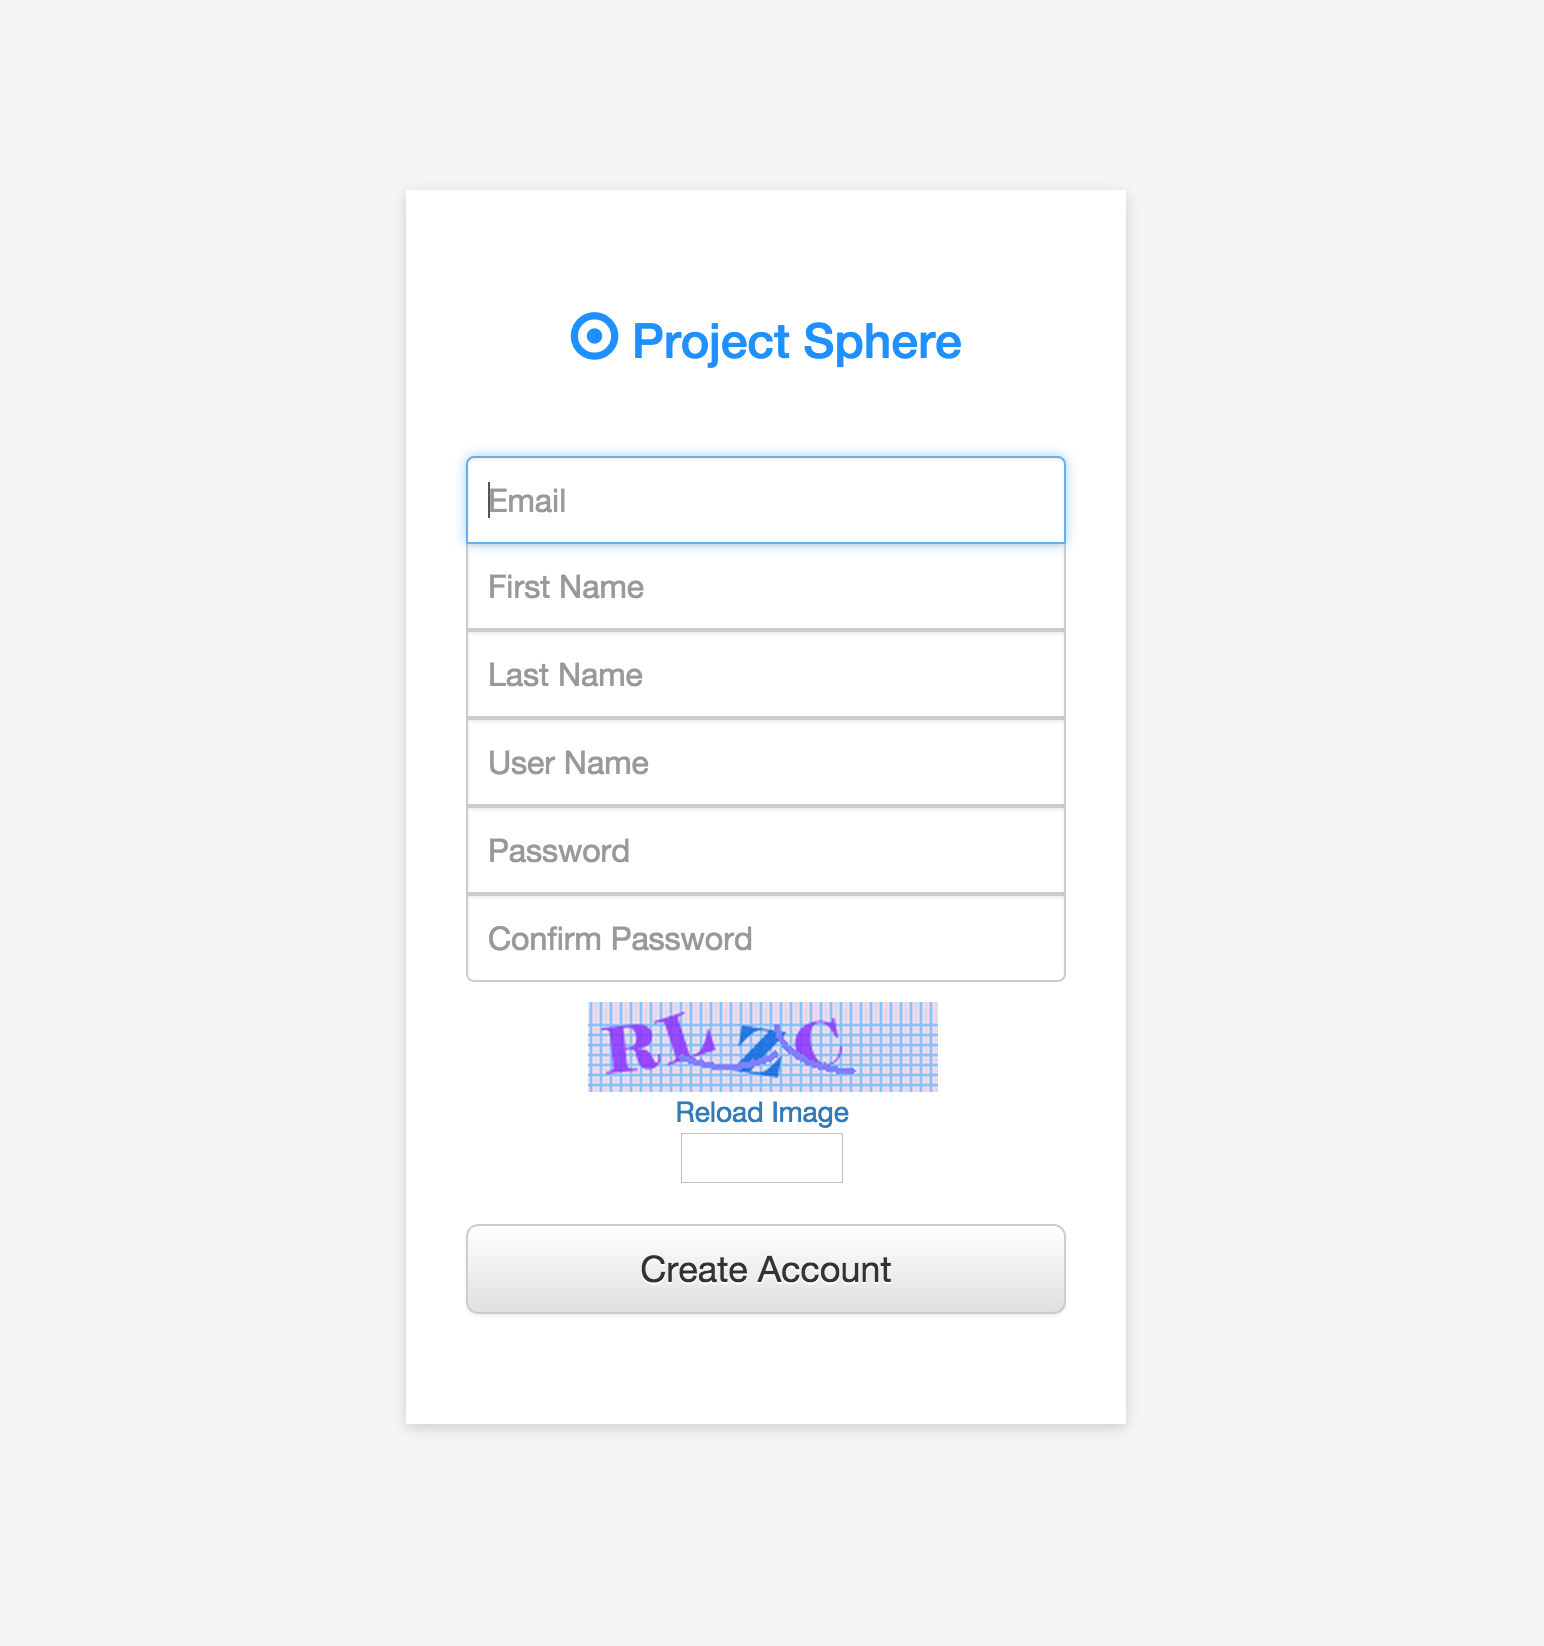 Project Sphere
Email
First Name
Last Name
User Name
Password
Confirm Password
RLZC
Reload Image
Create Account